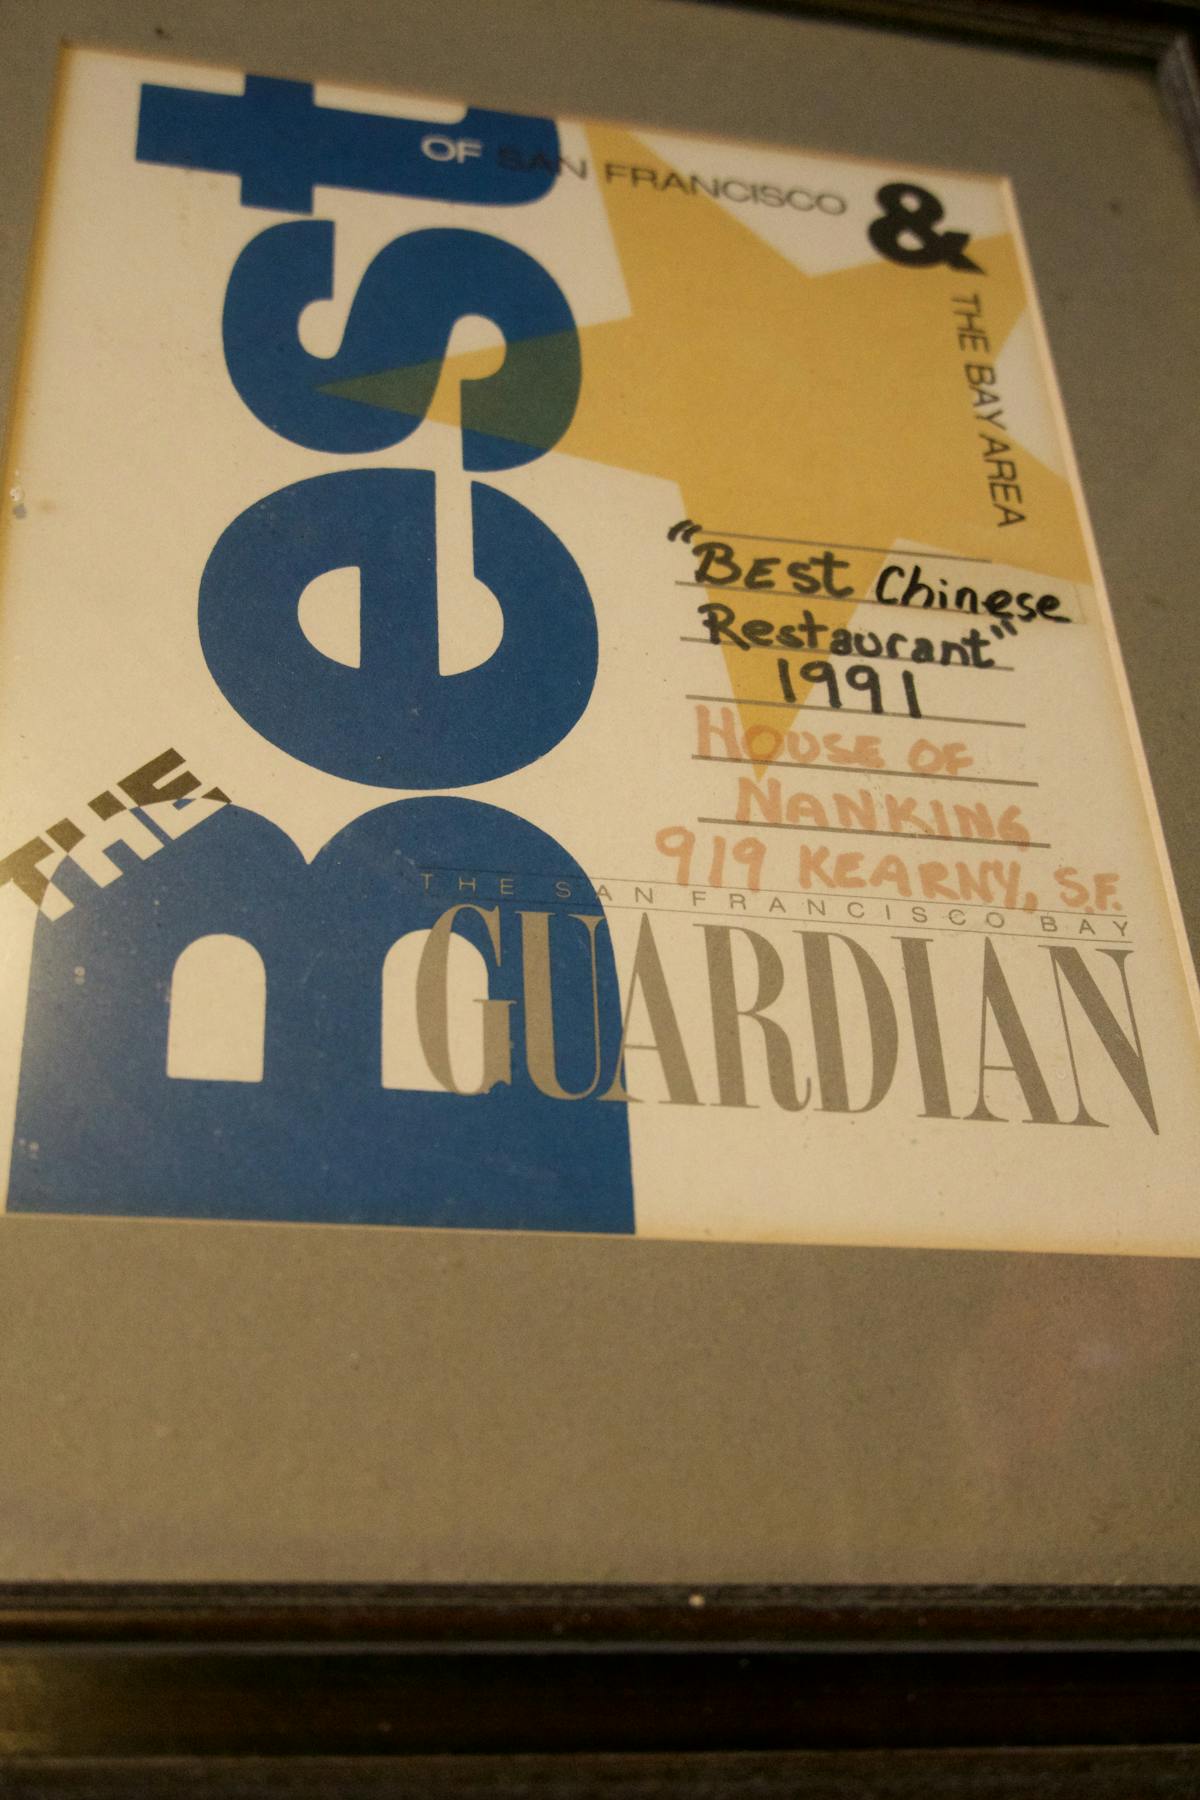 THE
Best
OF SAN FRANCISCO
&
THE BAY AREA
"BEst Chinese
Restaurant"
1991
HOUSE OF
NANKING
919 KEARNY, S.F.
THE SAN FRANCISCO BAY
GUARDIAN